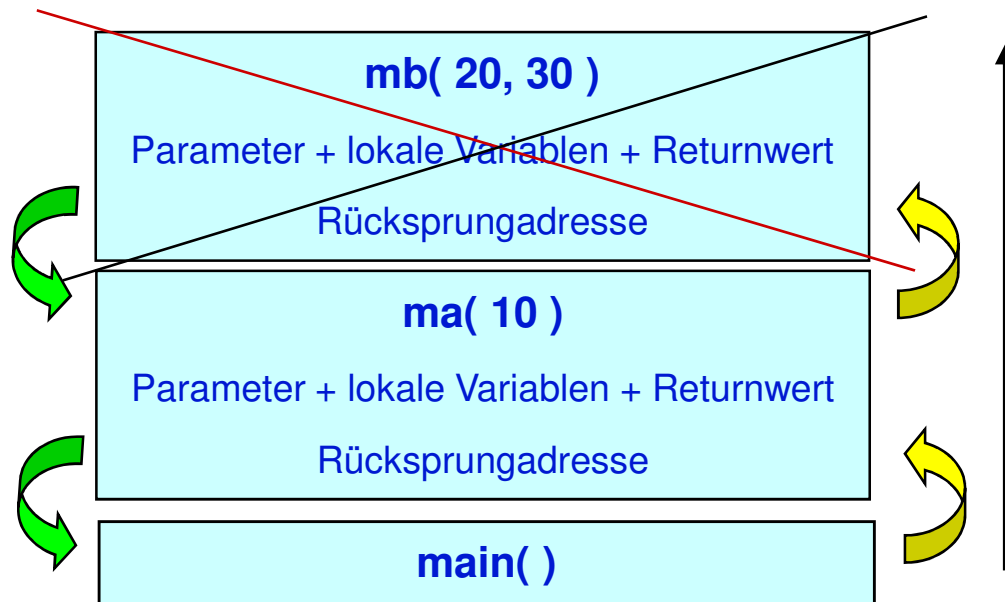 mb( 20, 30 )
Parameter + lokale Variablen + Returnwert
Rücksprungadresse
ma( 10 )
Parameter + lokale Variablen + Returnwert
Rücksprungadresse
main( )